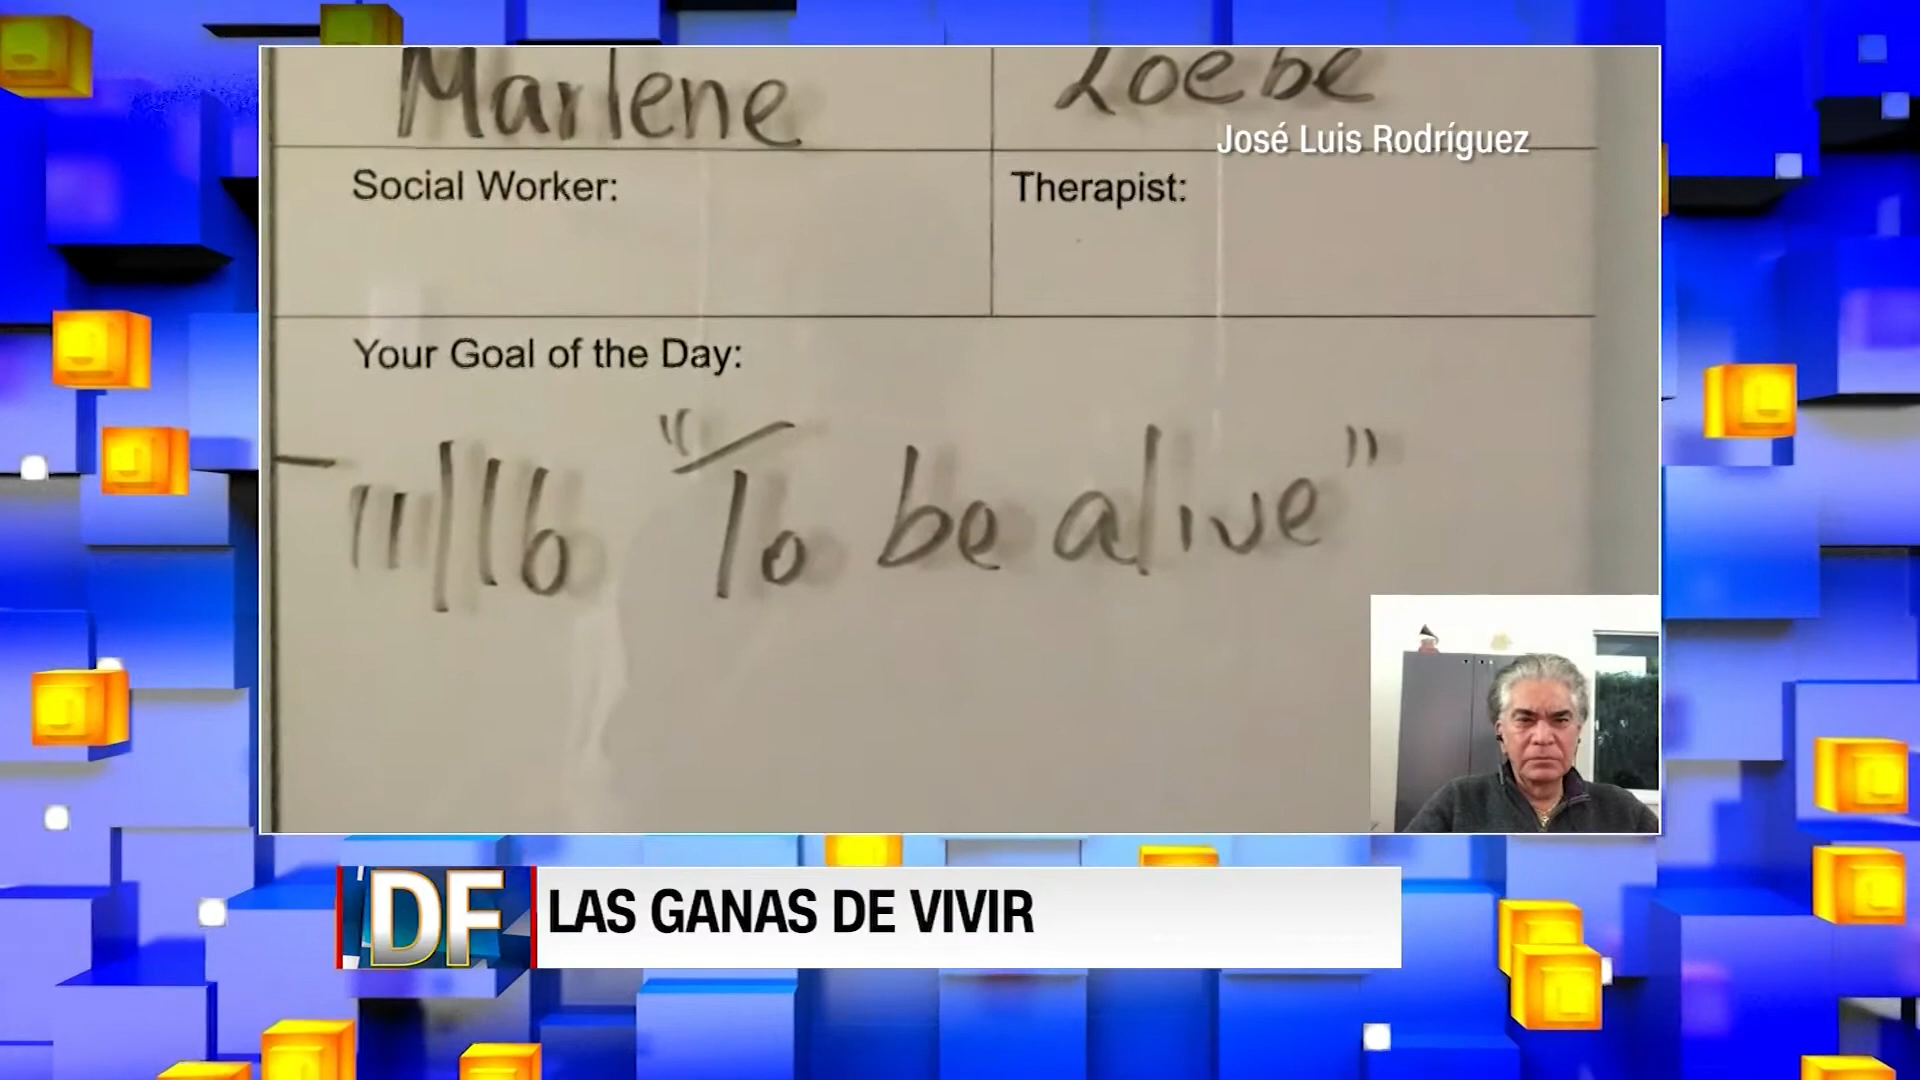 Marlene Loebe
José Luis Rodríguez
Social Worker: Therapist:
Your Goal of the Day:
11/16 "To be alive"
DF LAS GANAS DE VIVIR